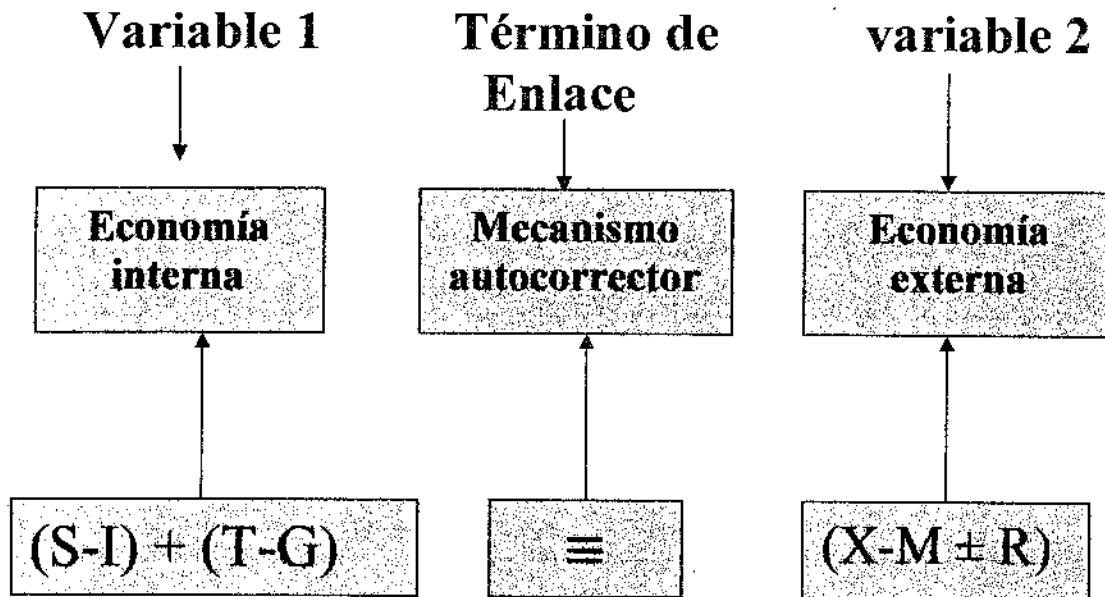 Variable 1
Término de
Enlace
variable 2
Economía
interna
Mecanismo
autocorrector
Economía
externa
(S-I) + (T-G)
≡
(X-M ± R)